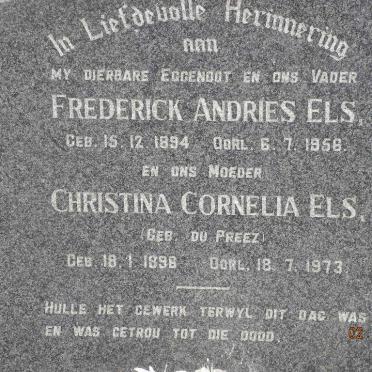 In Liefdevolle Herinnering
aan
MY DIERBARE EGGENOOT EN ONS VADER
FREDERICK ANDRIES ELS,
GEB. 15. 12. 1894 OORL. 6. 7. 1958.
EN ONS MOEDER
CHRISTINA CORNELIA ELS,
(GEB. DU PREEZ)
GEB. 18. 1. 1898 OORL. 18. 7. 1973.
HULLE HET GEWERK TERWYL DIT DAG WAS
EN WAS GETROU TOT DIE DOOD.
02